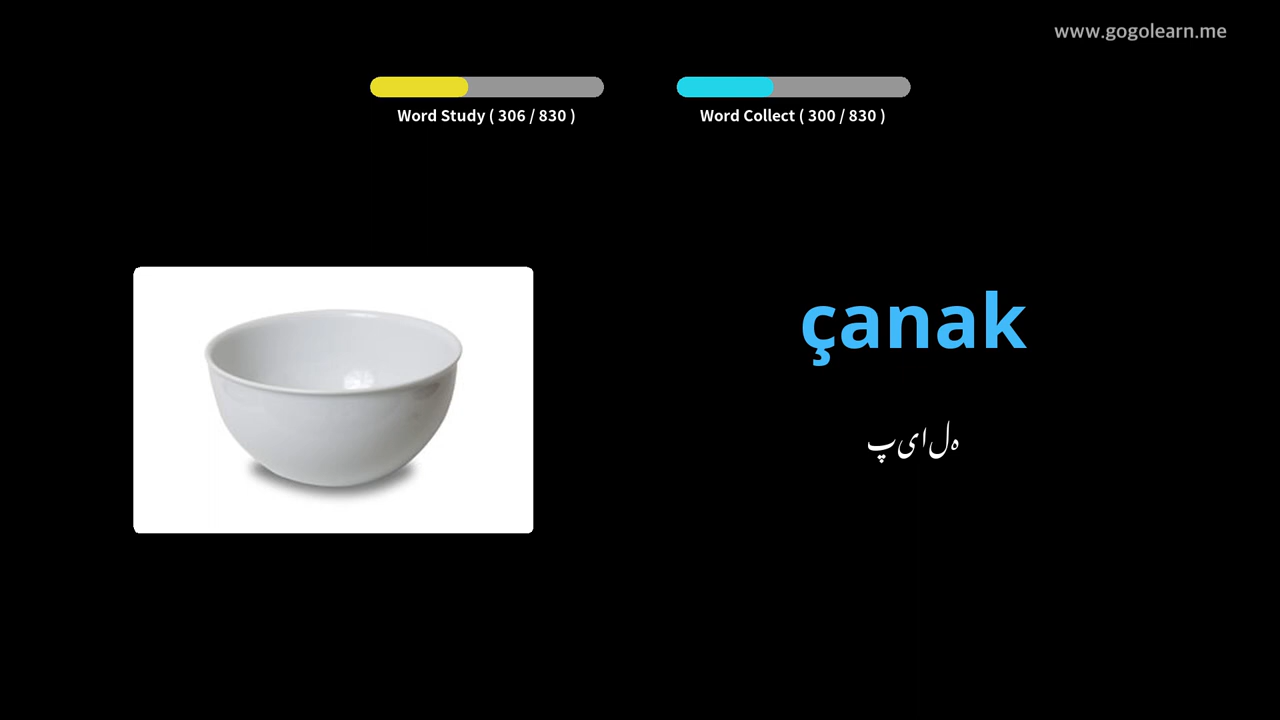 www.gogolearn.me
Word Study ( 306 / 830 )
Word Collect ( 300 / 830 )
çanak
پیالہ